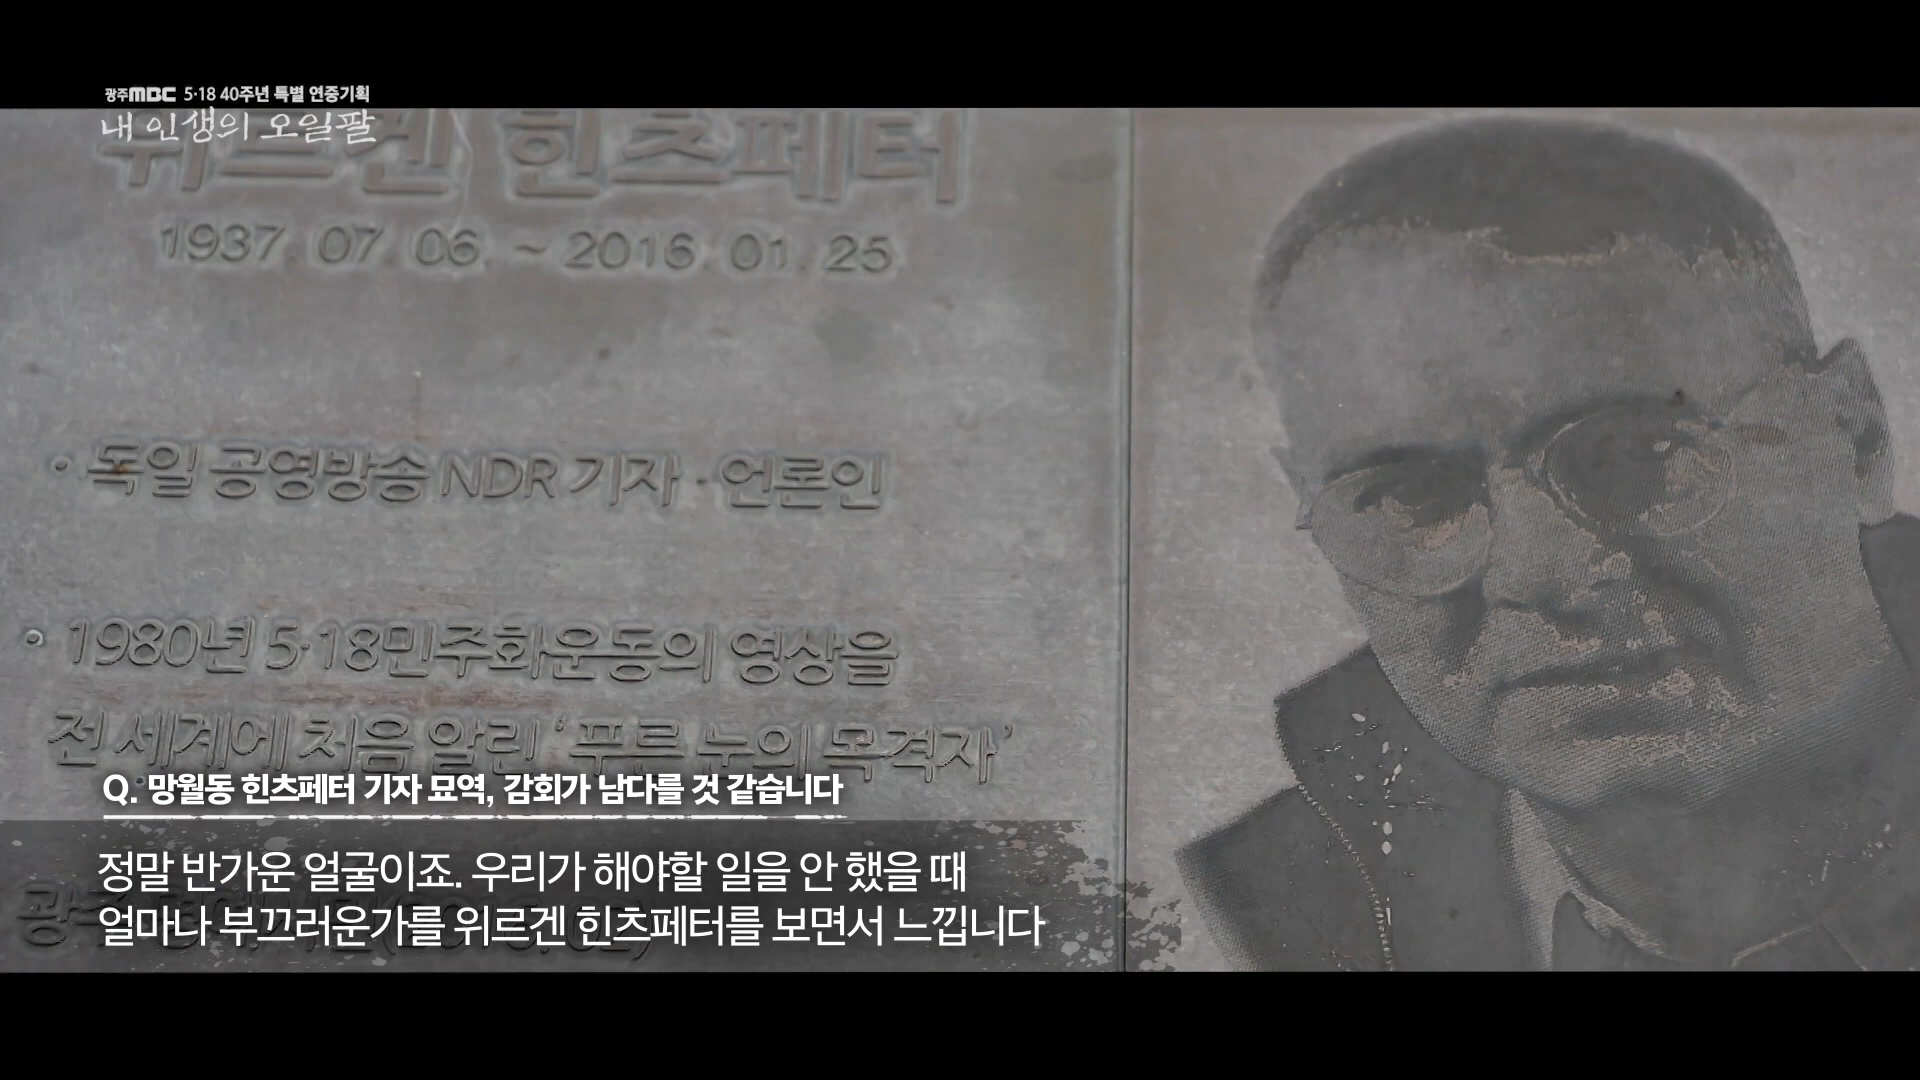 광주MBC 5·18 40주년 특별 연중기획
내 인생의 오일팔
위르겐 힌츠페터
1937. 07. 06. ~ 2016. 01. 25
· 독일 공영방송 NDR 기자·언론인
· 1980년 5·18민주화운동의 영상을
전 세계에 처음 알린 ‘푸른 눈의 목격자’
Q. 망월동 힌츠페터 기자 묘역, 감회가 남다를 것 같습니다
정말 반가운 얼굴이죠. 우리가 해야할 일을 안 했을 때
얼마나 부끄러운가를 위르겐 힌츠페터를 보면서 느낍니다
광주